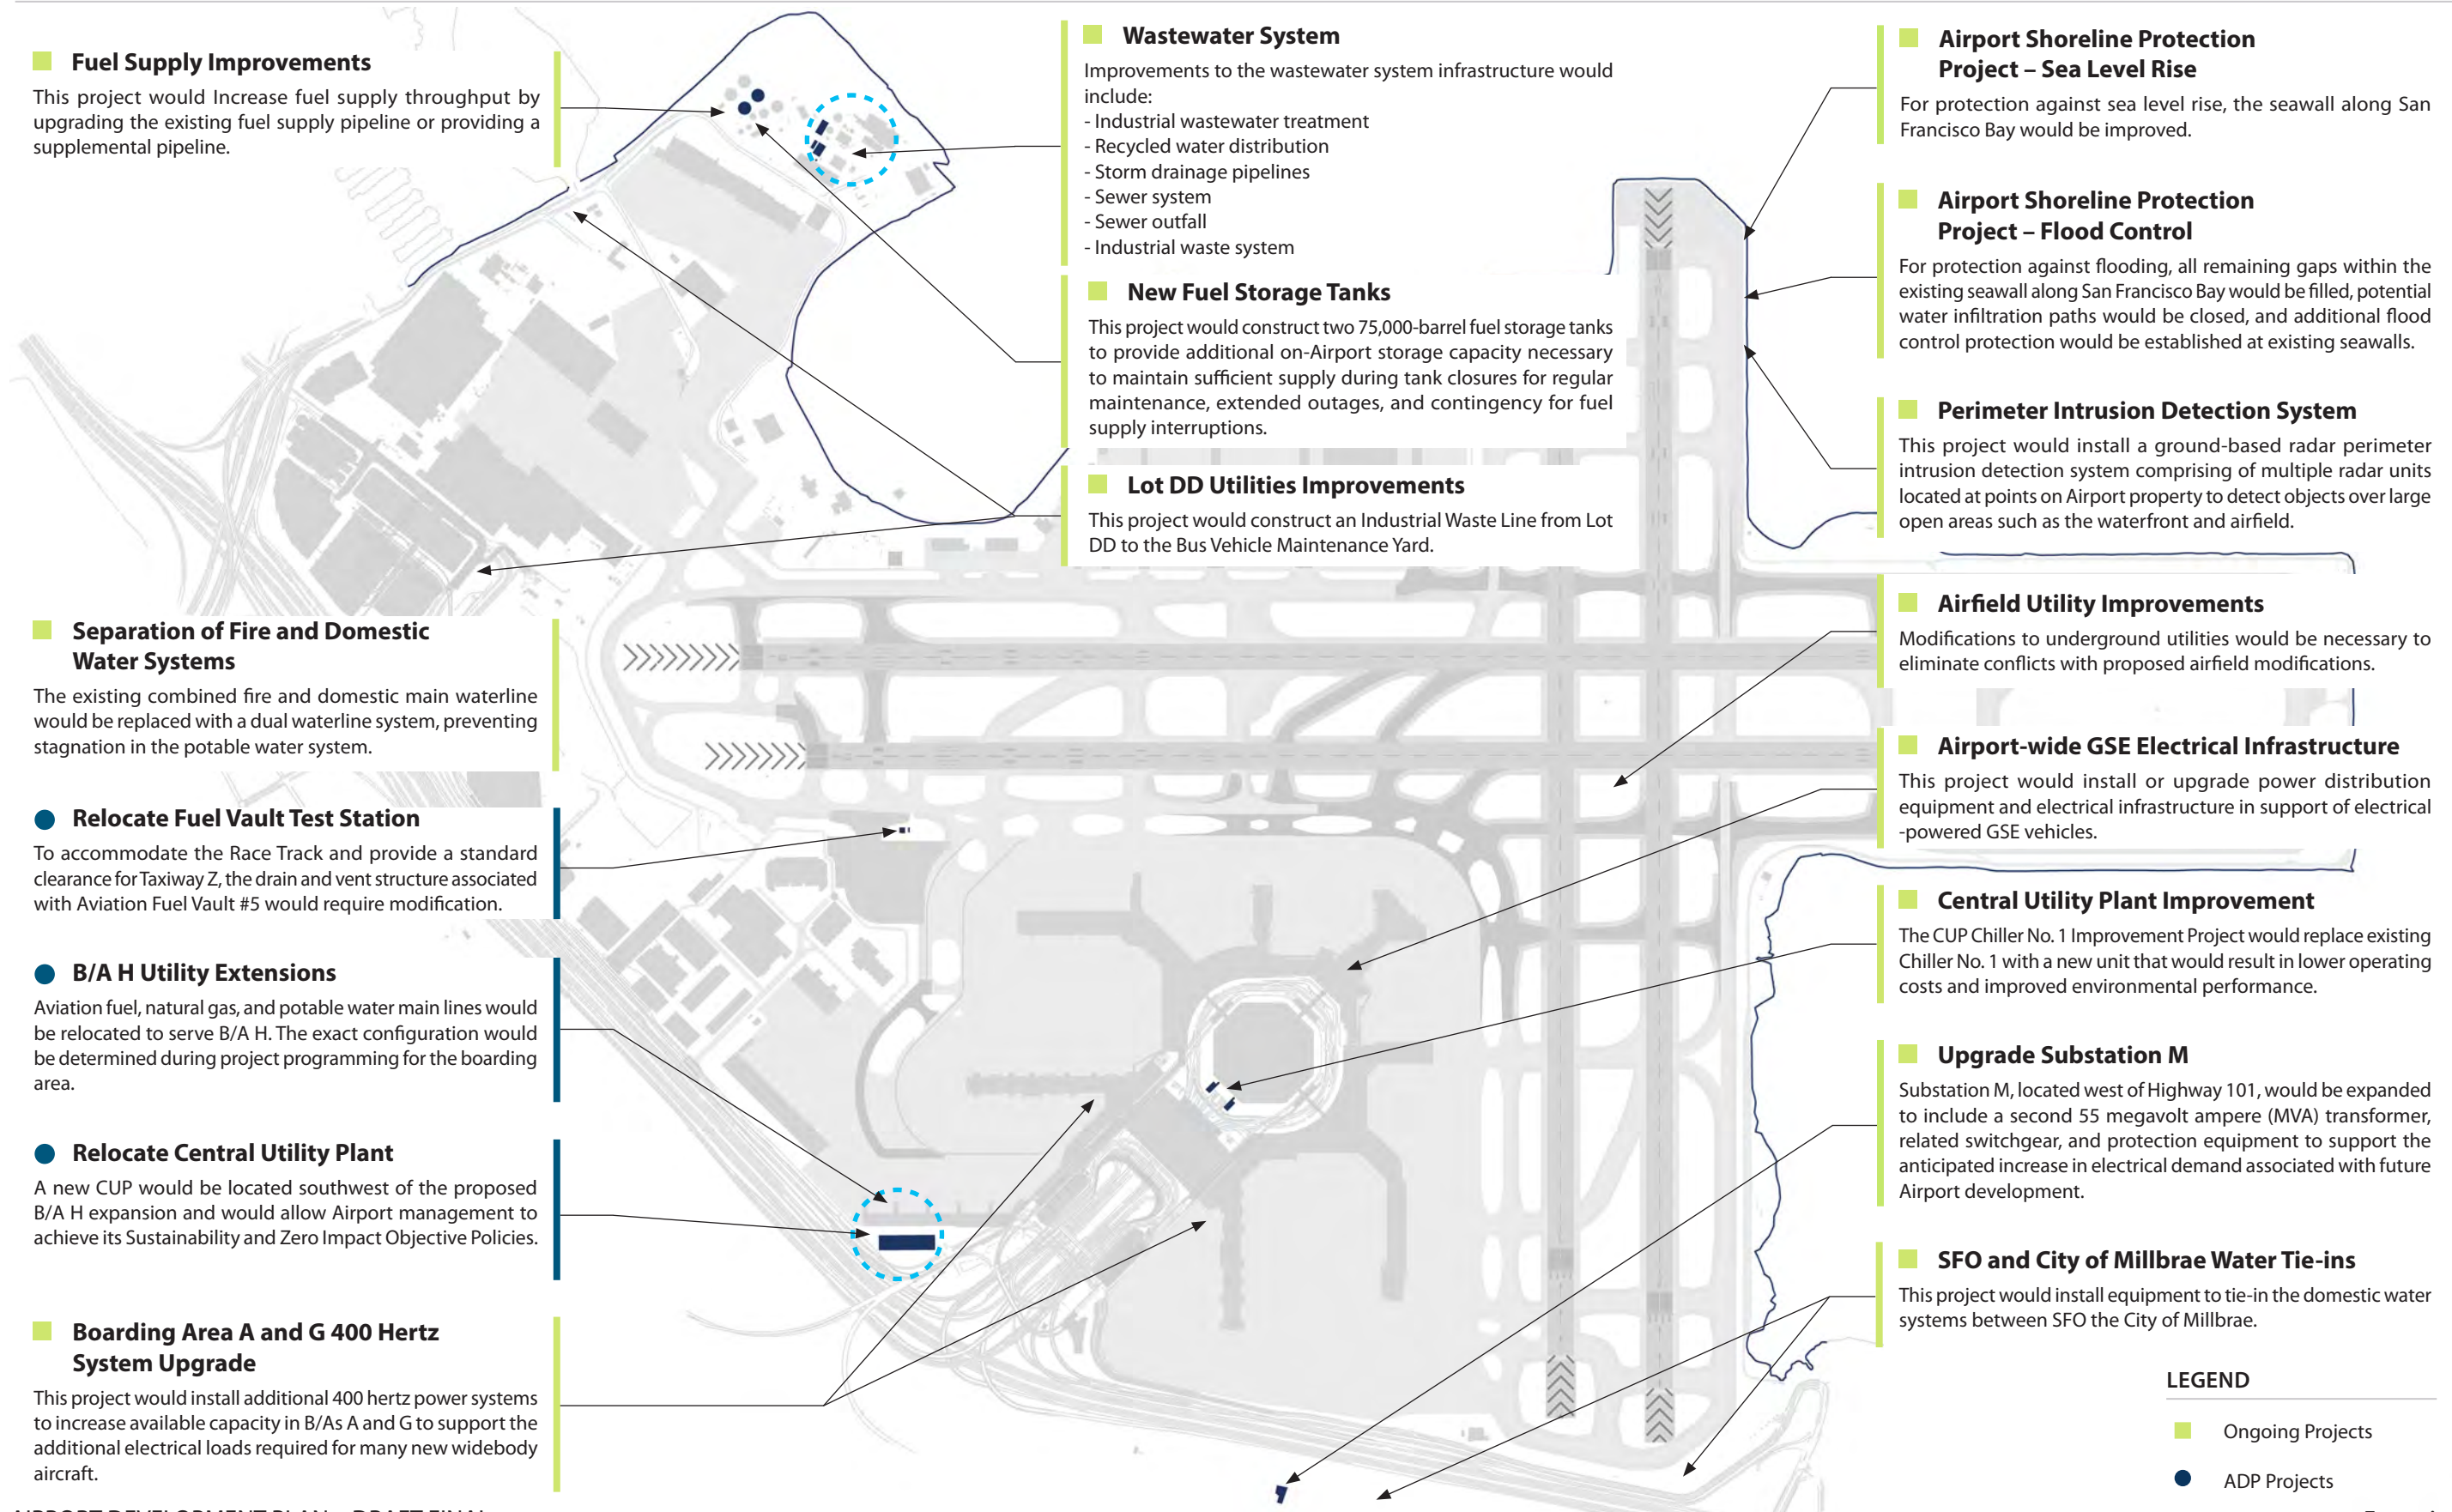 Fuel Supply Improvements
This project would Increase fuel supply throughput by
upgrading the existing fuel supply pipeline or providing a
supplemental pipeline.
Separation of Fire and Domestic
Water Systems
The existing combined fire and domestic main waterline
would be replaced with a dual waterline system, preventing
stagnation in the potable water system.
Relocate Fuel Vault Test Station
To accommodate the Race Track and provide a standard
clearance for Taxiway Z, the drain and vent structure associated
with Aviation Fuel Vault #5 would require modification.
B/A H Utility Extensions
Aviation fuel, natural gas, and potable water main lines would
be relocated to serve B/A H. The exact configuration would
be determined during project programming for the boarding
area.
Relocate Central Utility Plant
A new CUP would be located southwest of the proposed
B/A H expansion and would allow Airport management to
achieve its Sustainability and Zero Impact Objective Policies.
Boarding Area A and G 400 Hertz
System Upgrade
This project would install additional 400 hertz power systems
to increase available capacity in B/As A and G to support the
additional electrical loads required for many new widebody
aircraft.
Wastewater System
Improvements to the wastewater system infrastructure would
include:
- Industrial wastewater treatment
- Recycled water distribution
- Storm drainage pipelines
- Sewer system
- Sewer outfall
- Industrial waste system
New Fuel Storage Tanks
This project would construct two 75,000-barrel fuel storage tanks
to provide additional on-Airport storage capacity necessary
to maintain sufficient supply during tank closures for regular
maintenance, extended outages, and contingency for fuel
supply interruptions.
Lot DD Utilities Improvements
This project would construct an Industrial Waste Line from Lot
DD to the Bus Vehicle Maintenance Yard.
Airport Shoreline Protection
Project – Sea Level Rise
For protection against sea level rise, the seawall along San
Francisco Bay would be improved.
Airport Shoreline Protection
Project – Flood Control
For protection against flooding, all remaining gaps within the
existing seawall along San Francisco Bay would be filled, potential
water infiltration paths would be closed, and additional flood
control protection would be established at existing seawalls.
Perimeter Intrusion Detection System
This project would install a ground-based radar perimeter
intrusion detection system comprising of multiple radar units
located at points on Airport property to detect objects over large
open areas such as the waterfront and airfield.
Airfield Utility Improvements
Modifications to underground utilities would be necessary to
eliminate conflicts with proposed airfield modifications.
Airport-wide GSE Electrical Infrastructure
This project would install or upgrade power distribution
equipment and electrical infrastructure in support of electrical
-powered GSE vehicles.
Central Utility Plant Improvement
The CUP Chiller No. 1 Improvement Project would replace existing
Chiller No. 1 with a new unit that would result in lower operating
costs and improved environmental performance.
Upgrade Substation M
Substation M, located west of Highway 101, would be expanded
to include a second 55 megavolt ampere (MVA) transformer,
related switchgear, and protection equipment to support the
anticipated increase in electrical demand associated with future
Airport development.
SFO and City of Millbrae Water Tie-ins
This project would install equipment to tie-in the domestic water
systems between SFO the City of Millbrae.
LEGEND
Ongoing Projects
ADP Projects
AIRPORT DEVELOPMENT PLAN – DRAFT FINAL